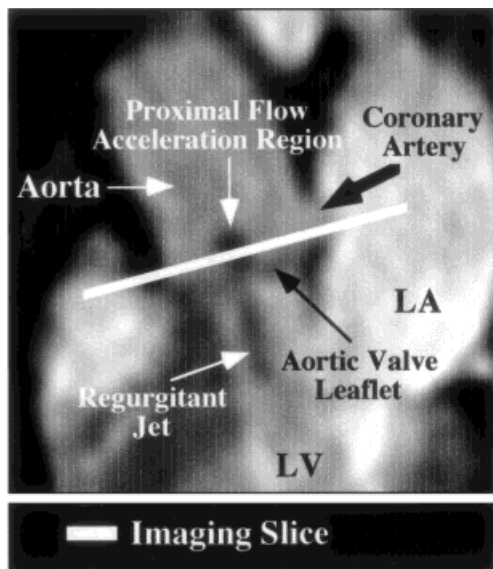 Proximal Flow
Acceleration Region
Coronary
Artery
Aorta
LA
Aortic Valve
Leaflet
Regurgitant
Jet
LV
Imaging Slice